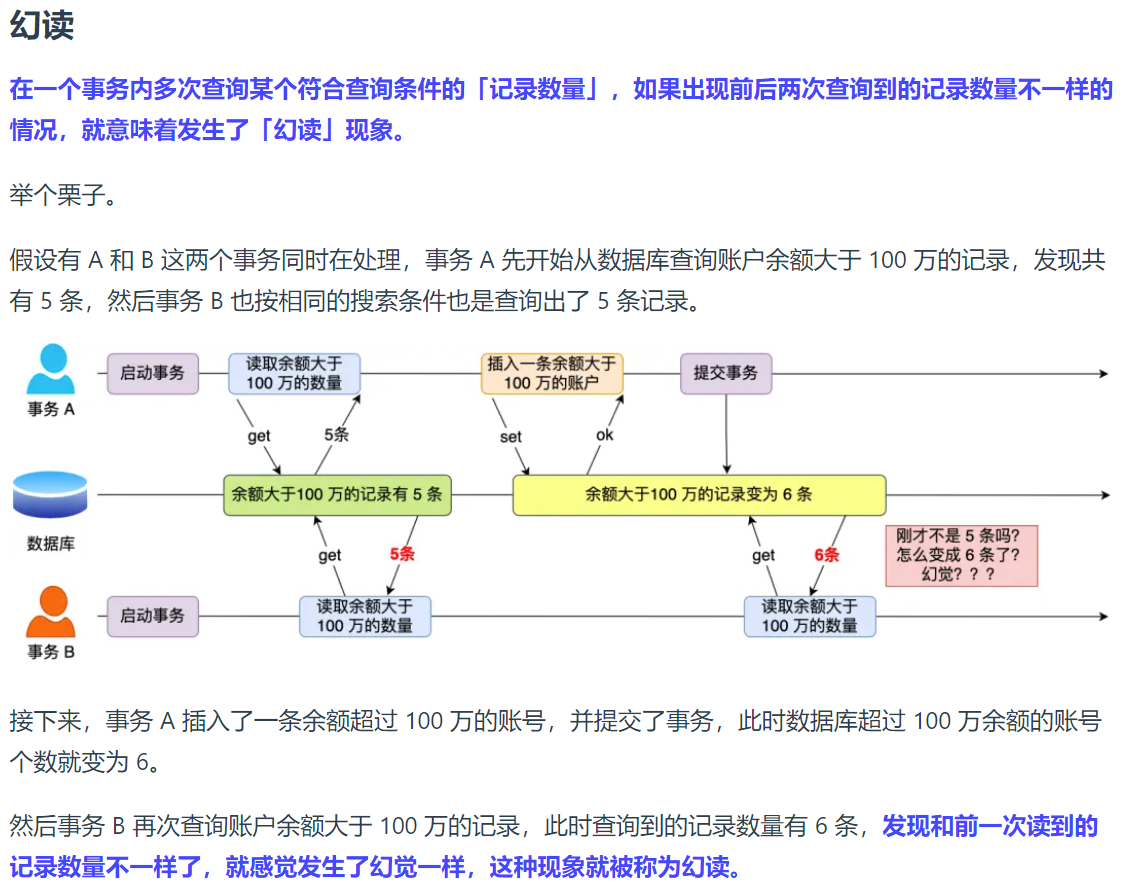 幻读
在一个事务内多次查询某个符合查询条件的「记录数量」，如果出现前后两次查询到的记录数量不一样的
情况，就意味着发生了「幻读」现象。
举个栗子。
假设有 A 和 B 这两个事务同时在处理，事务 A 先开始从数据库查询账户余额大于 100 万的记录，发现共
有 5 条，然后事务 B 也按相同的搜索条件也是查询出了 5 条记录。
启动事务
读取余额大于
100 万的数量
插入一条余额大于
100 万的账户
提交事务
事务 A
get
5条
set
ok
余额大于100 万的记录有 5 条
余额大于100 万的记录变为 6 条
数据库
get
5条
get
6条
刚才不是 5 条吗？
怎么变成 6 条了？
幻觉？？？
启动事务
读取余额大于
100 万的数量
读取余额大于
100 万的数量
事务 B
接下来，事务 A 插入了一条余额超过 100 万的账号，并提交了事务，此时数据库超过 100 万余额的账号
个数就变为 6。
然后事务 B 再次查询账户余额大于 100 万的记录，此时查询到的记录数量有 6 条，发现和前一次读到的
记录数量不一样了，就感觉发生了幻觉一样，这种现象就被称为幻读。